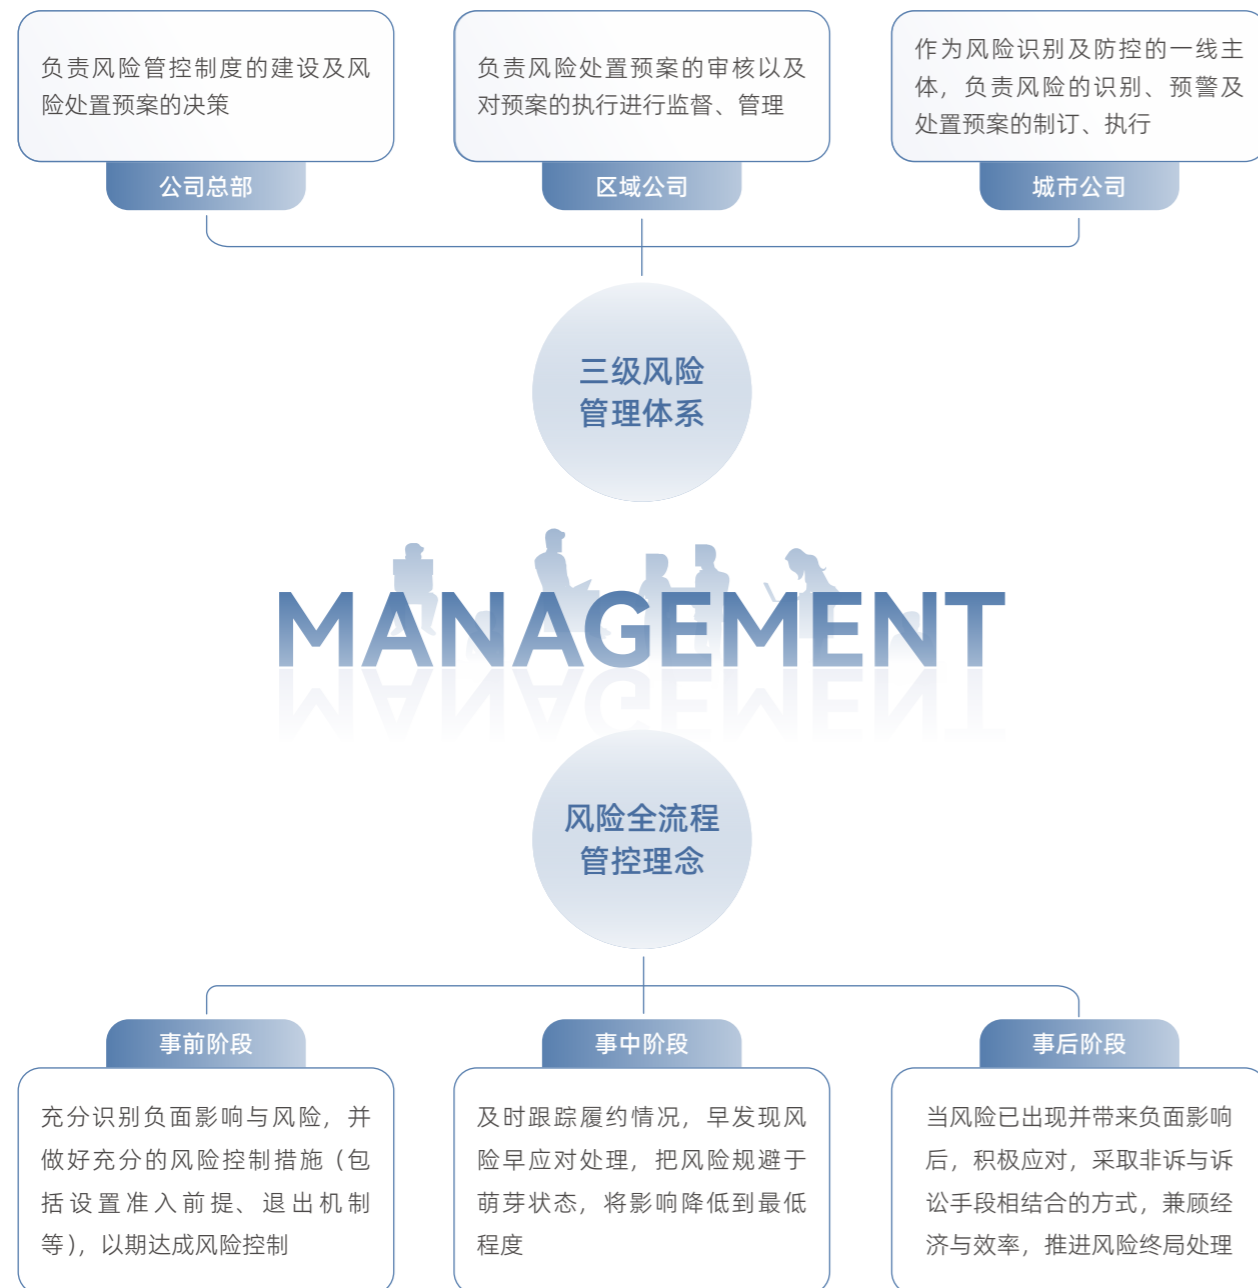 负责风险管控制度的建设及风
险处置预案的决策
公司总部
负责风险处置预案的审核以及
对预案的执行进行监督、管理
区域公司
作为风险识别及防控的一线主
体，负责风险的识别、预警及
处置预案的制订、执行
城市公司
三级风险
管理体系
MANAGEMENT
风险全流程
管控理念
事前阶段
充分识别负面影响与风险，并
做好充分的风险控制措施（包
括设置准入前提、退出机制
等），以期达成风险控制
事中阶段
及时跟踪履约情况，早发现风
险早应对处理，把风险规避于
萌芽状态，将影响降低到最低
程度
事后阶段
当风险已出现并带来负面影响
后，积极应对，采取非诉与诉
讼手段相结合的方式，兼顾经
济与效率，推进风险终局处理